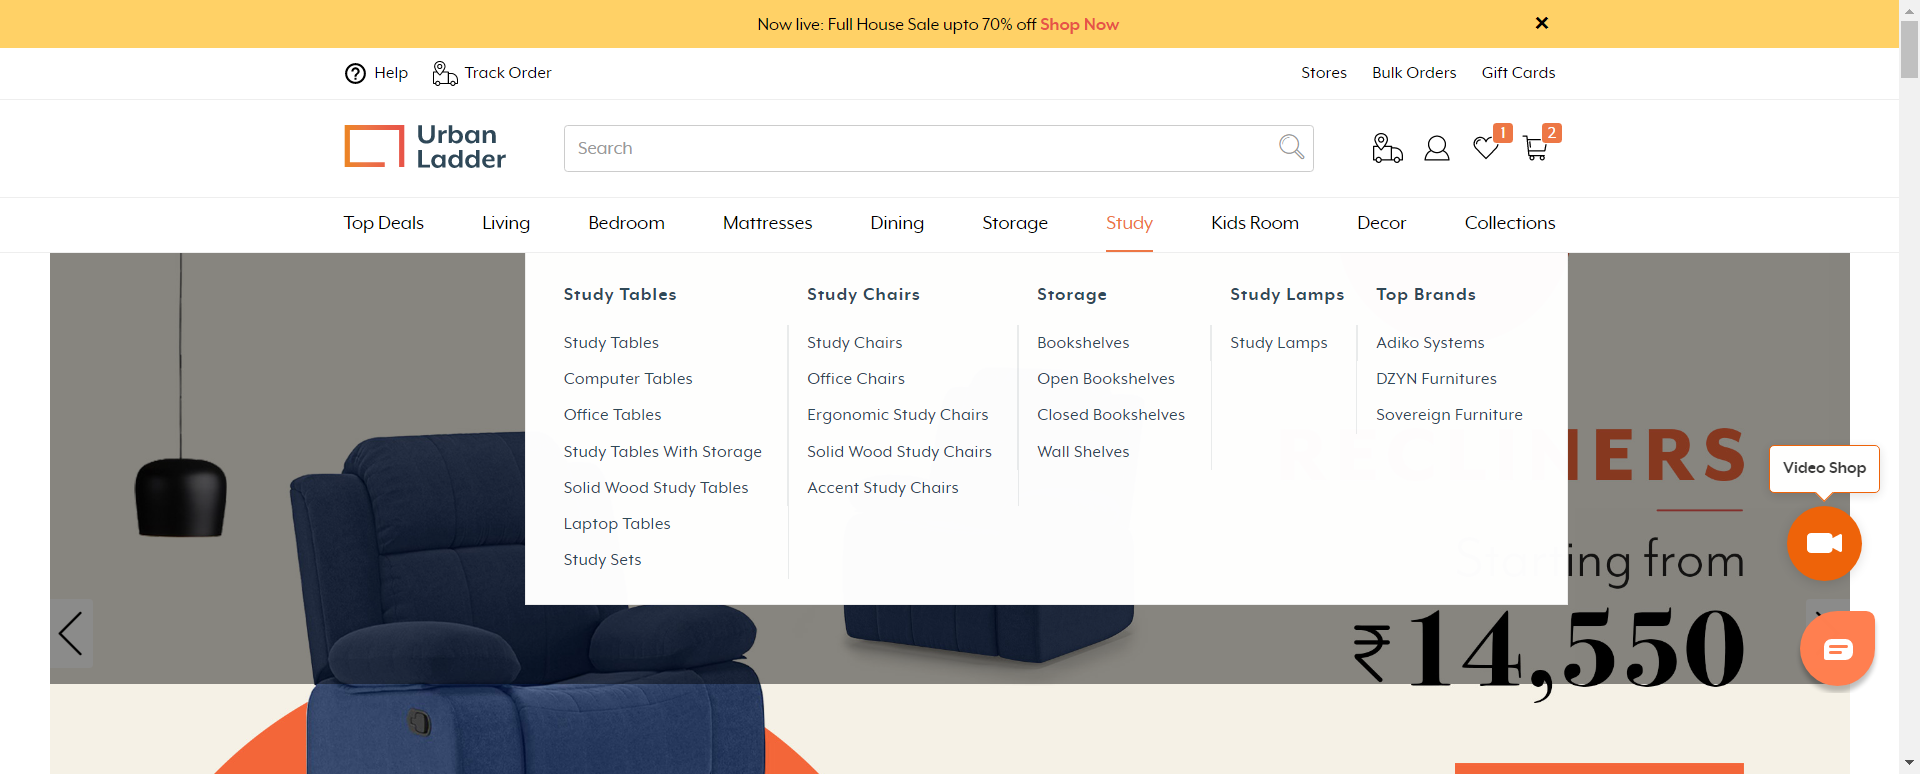 Now live: Full House Sale upto 70% off Shop Now
Help
Track Order
Stores
Bulk Orders
Gift Cards
Urban
Ladder
Search
1
2
Top Deals
Living
Bedroom
Mattresses
Dining
Storage
Study
Kids Room
Decor
Collections
Study Tables
Study Tables
Computer Tables
Office Tables
Study Tables With Storage
Solid Wood Study Tables
Laptop Tables
Study Sets
Study Chairs
Study Chairs
Office Chairs
Ergonomic Study Chairs
Solid Wood Study Chairs
Accent Study Chairs
Storage
Bookshelves
Open Bookshelves
Closed Bookshelves
Wall Shelves
Study Lamps
Study Lamps
Top Brands
Adiko Systems
DZYN Furnitures
Sovereign Furniture
RECLINERS
Starting from
₹14,550
Video Shop